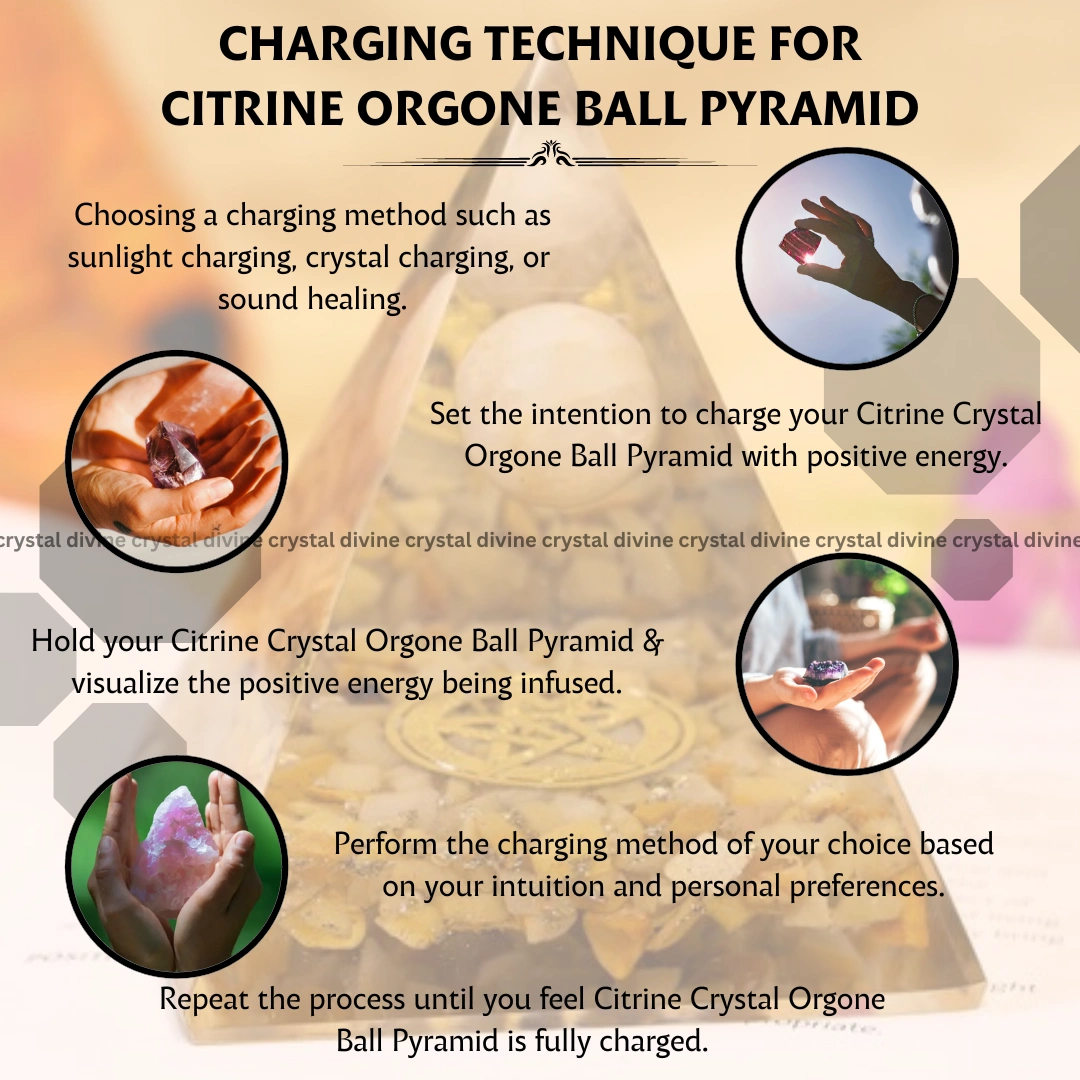 CHARGING TECHNIQUE FOR
CITRINE ORGONE BALL PYRAMID
Choosing a charging method such as
sunlight charging, crystal charging, or
sound healing.
Set the intention to charge your Citrine Crystal
Orgone Ball Pyramid with positive energy.
crystal divine crystal divine crystal divine crystal divine crystal divine crystal divine crystal divine crystal divine
Hold your Citrine Crystal Orgone Ball Pyramid &
visualize the positive energy being infused.
Perform the charging method of your choice based
on your intuition and personal preferences.
Repeat the process until you feel Citrine Crystal Orgone
Ball Pyramid is fully charged.